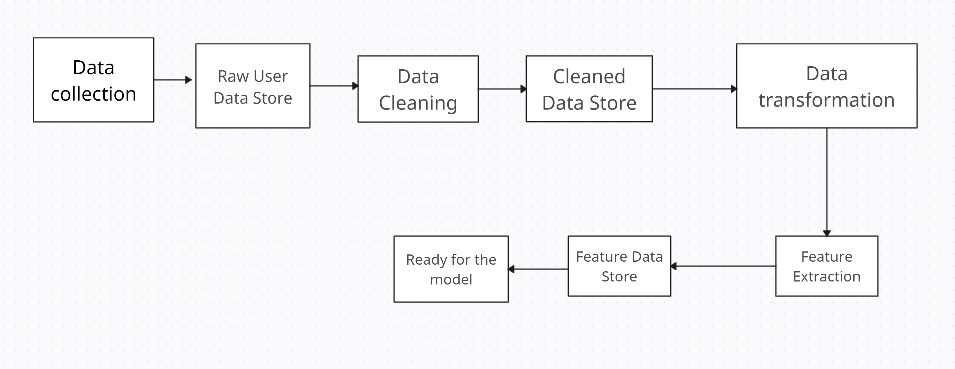 Data
collection
Raw User
Data Store
Data
Cleaning
Cleaned
Data Store
Data
transformation
Ready for the
model
Feature Data
Store
Feature
Extraction